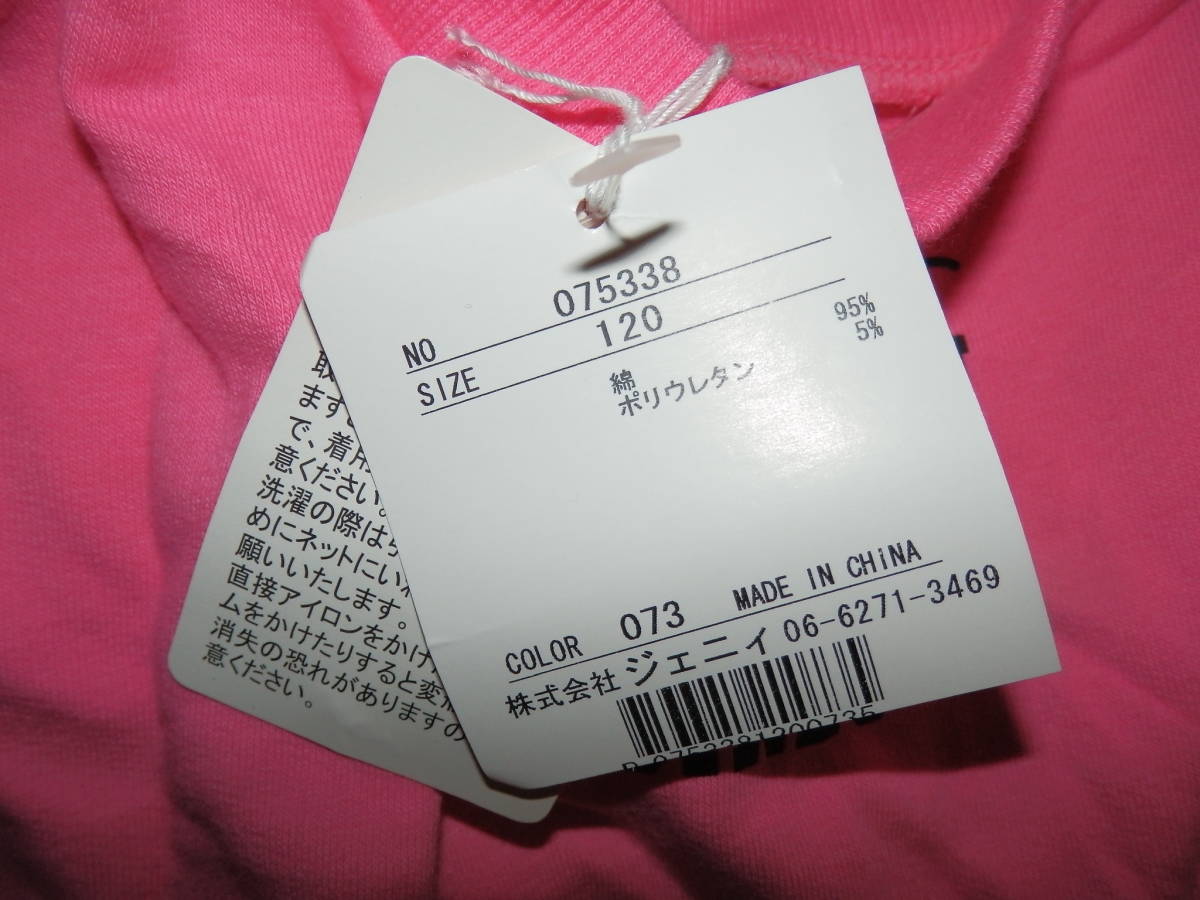 NO 075338
SIZE 120
綿 95%
ポリウレタン 5%
COLOR 073 MADE IN CHiNA
株式会社 ジェニィ 06-6271-3469
ます
で、着用
意ください。
洗濯の際は
めにネットにい
願いいたします。
直接アイロンをかけ
ムをかけたりすると変
消失の恐れがありますの
意ください。